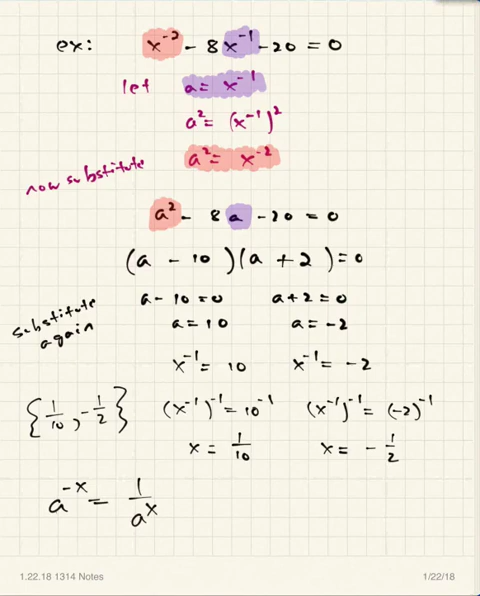 ex: x⁻² - 8x⁻¹ - 20 = 0
let a = x⁻¹
a² = (x⁻¹)²
now substitute a² = x⁻²
a² - 8a - 20 = 0
(a - 10)(a + 2) = 0
a - 10 = 0 a + 2 = 0
substitute again a = 10 a = -2
x⁻¹ = 10 x⁻¹ = -2
{1/10, -1/2} (x⁻¹)⁻¹ = 10⁻¹ (x⁻¹)⁻¹ = (-2)⁻¹
x = 1/10 x = - 1/2
a⁻ˣ = 1/aˣ
1.22.18 1314 Notes 1/22/18